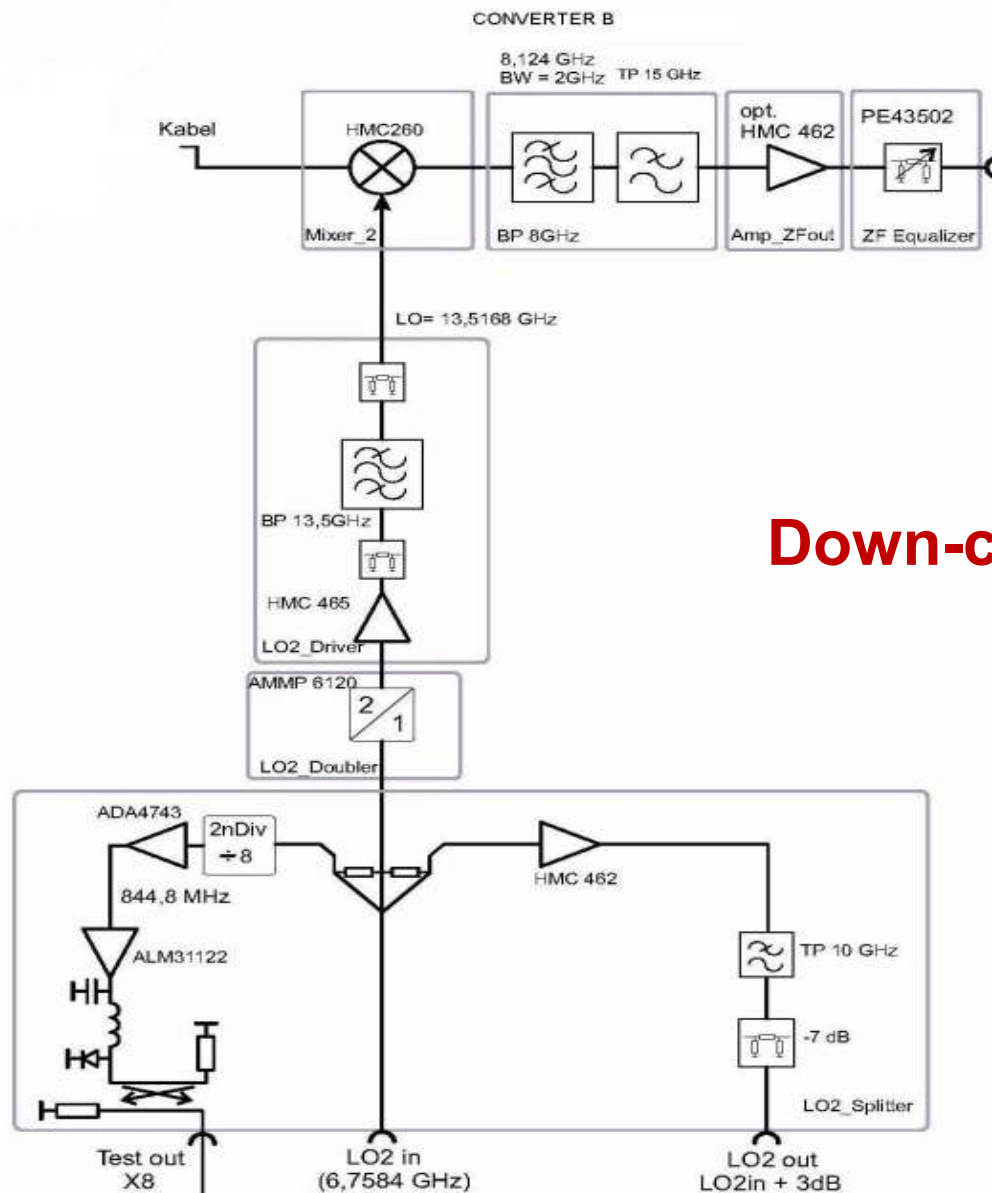 CONVERTER B
8,124 GHz
BW = 2GHz TP 15 GHz
Kabel
HMC260
opt.
HMC 462
PE43502
Mixer_2
BP 8GHz
Amp_ZFout
ZF Equalizer
LO= 13,5168 GHz
BP 13,5GHz
Down-c
HMC 465
LO2_Driver
AMMP 6120
2
1
LO2_Doubler
ADA4743
2nDiv
÷8
HMC 462
844,8 MHz
ALM31122
TP 10 GHz
-7 dB
LO2_Splitter
Test out
X8
LO2 in
(6,7584 GHz)
LO2 out
LO2in + 3dB